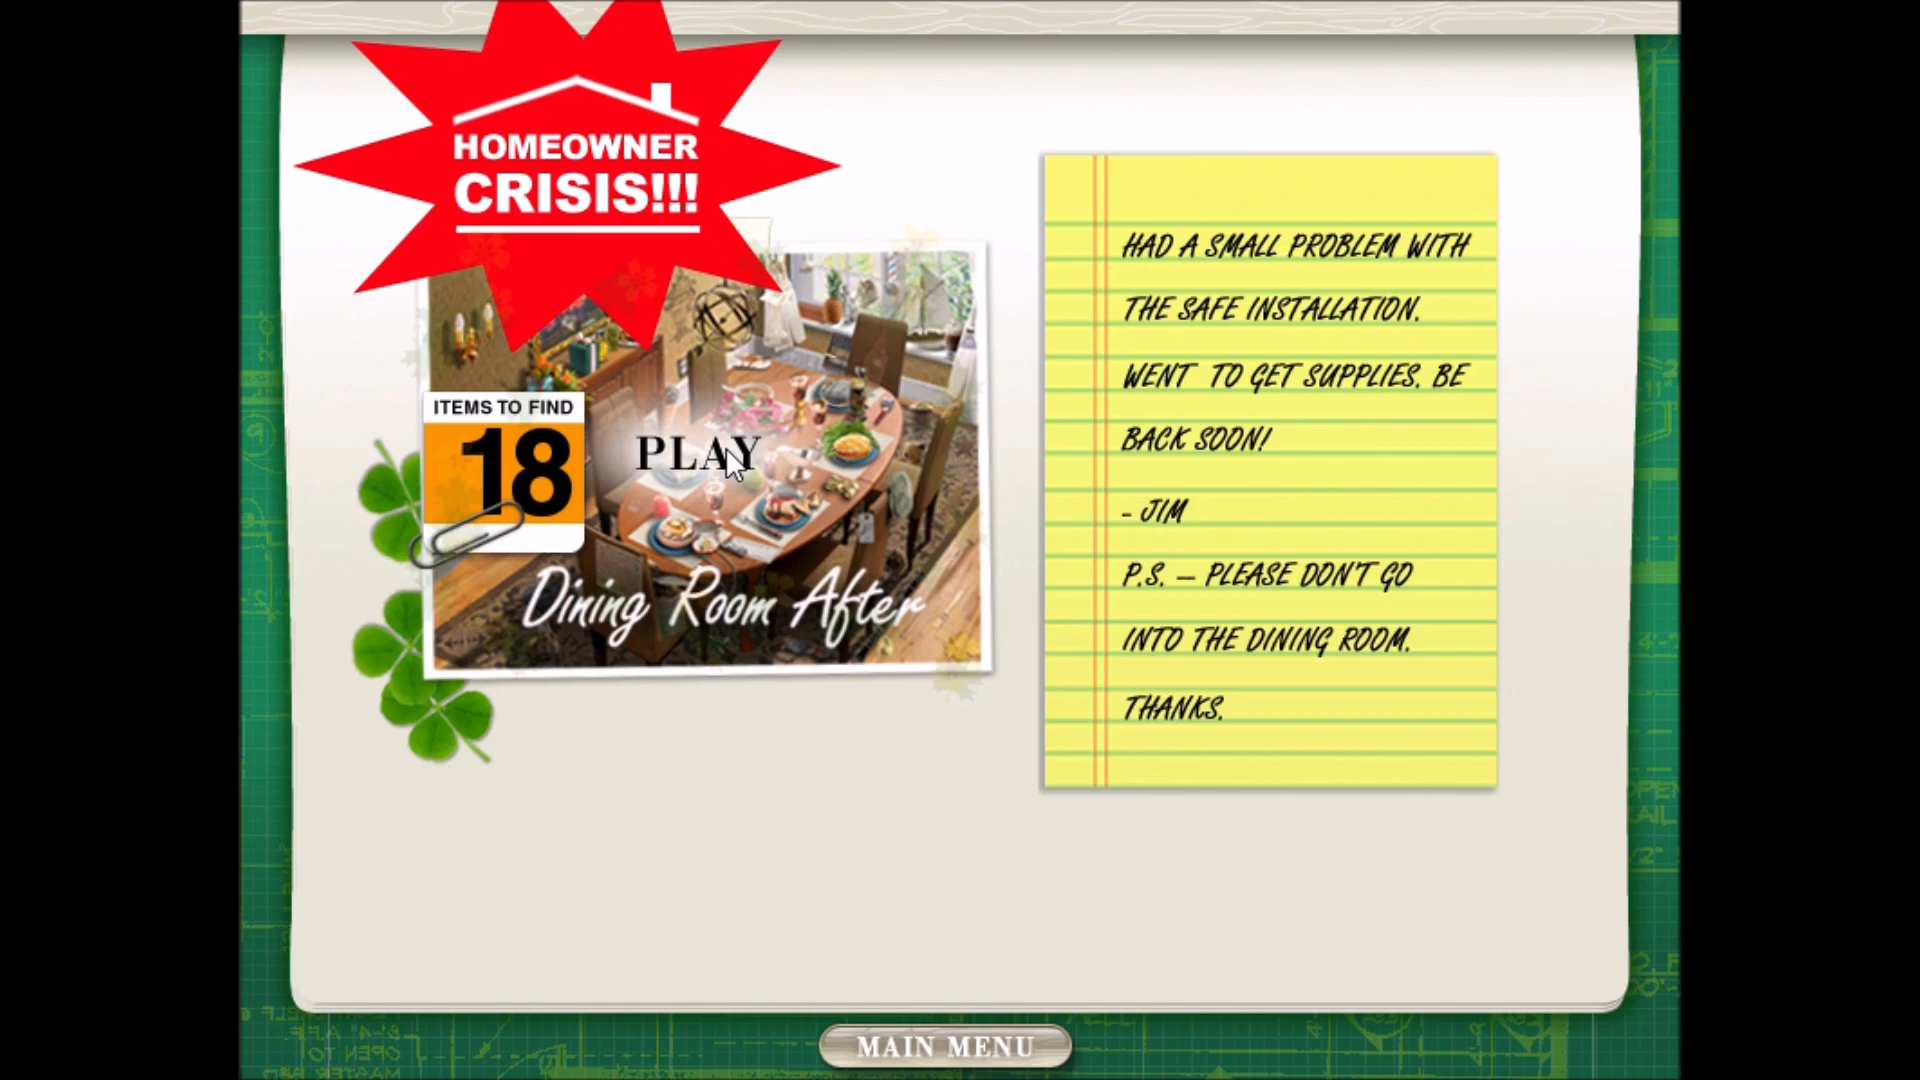 HOMEOWNER
CRISIS!!!
ITEMS TO FIND
18
PLAY
Dining Room After
HAD A SMALL PROBLEM WITH
THE SAFE INSTALLATION.
WENT TO GET SUPPLIES. BE
BACK SOON!
- JIM
P.S. – PLEASE DON'T GO
INTO THE DINING ROOM.
THANKS.
MAIN MENU